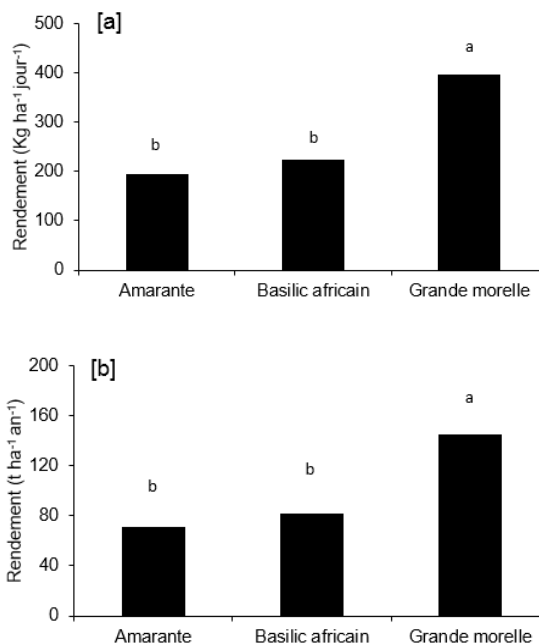 [a]
Rendement (Kg ha⁻¹ jour⁻¹)
500
400
300
200
100
0
b
b
a
Amarante
Basilic africain
Grande morelle
[b]
Rendement (t ha⁻¹ an⁻¹)
200
160
120
80
40
0
b
b
a
Amarante
Basilic africain
Grande morelle